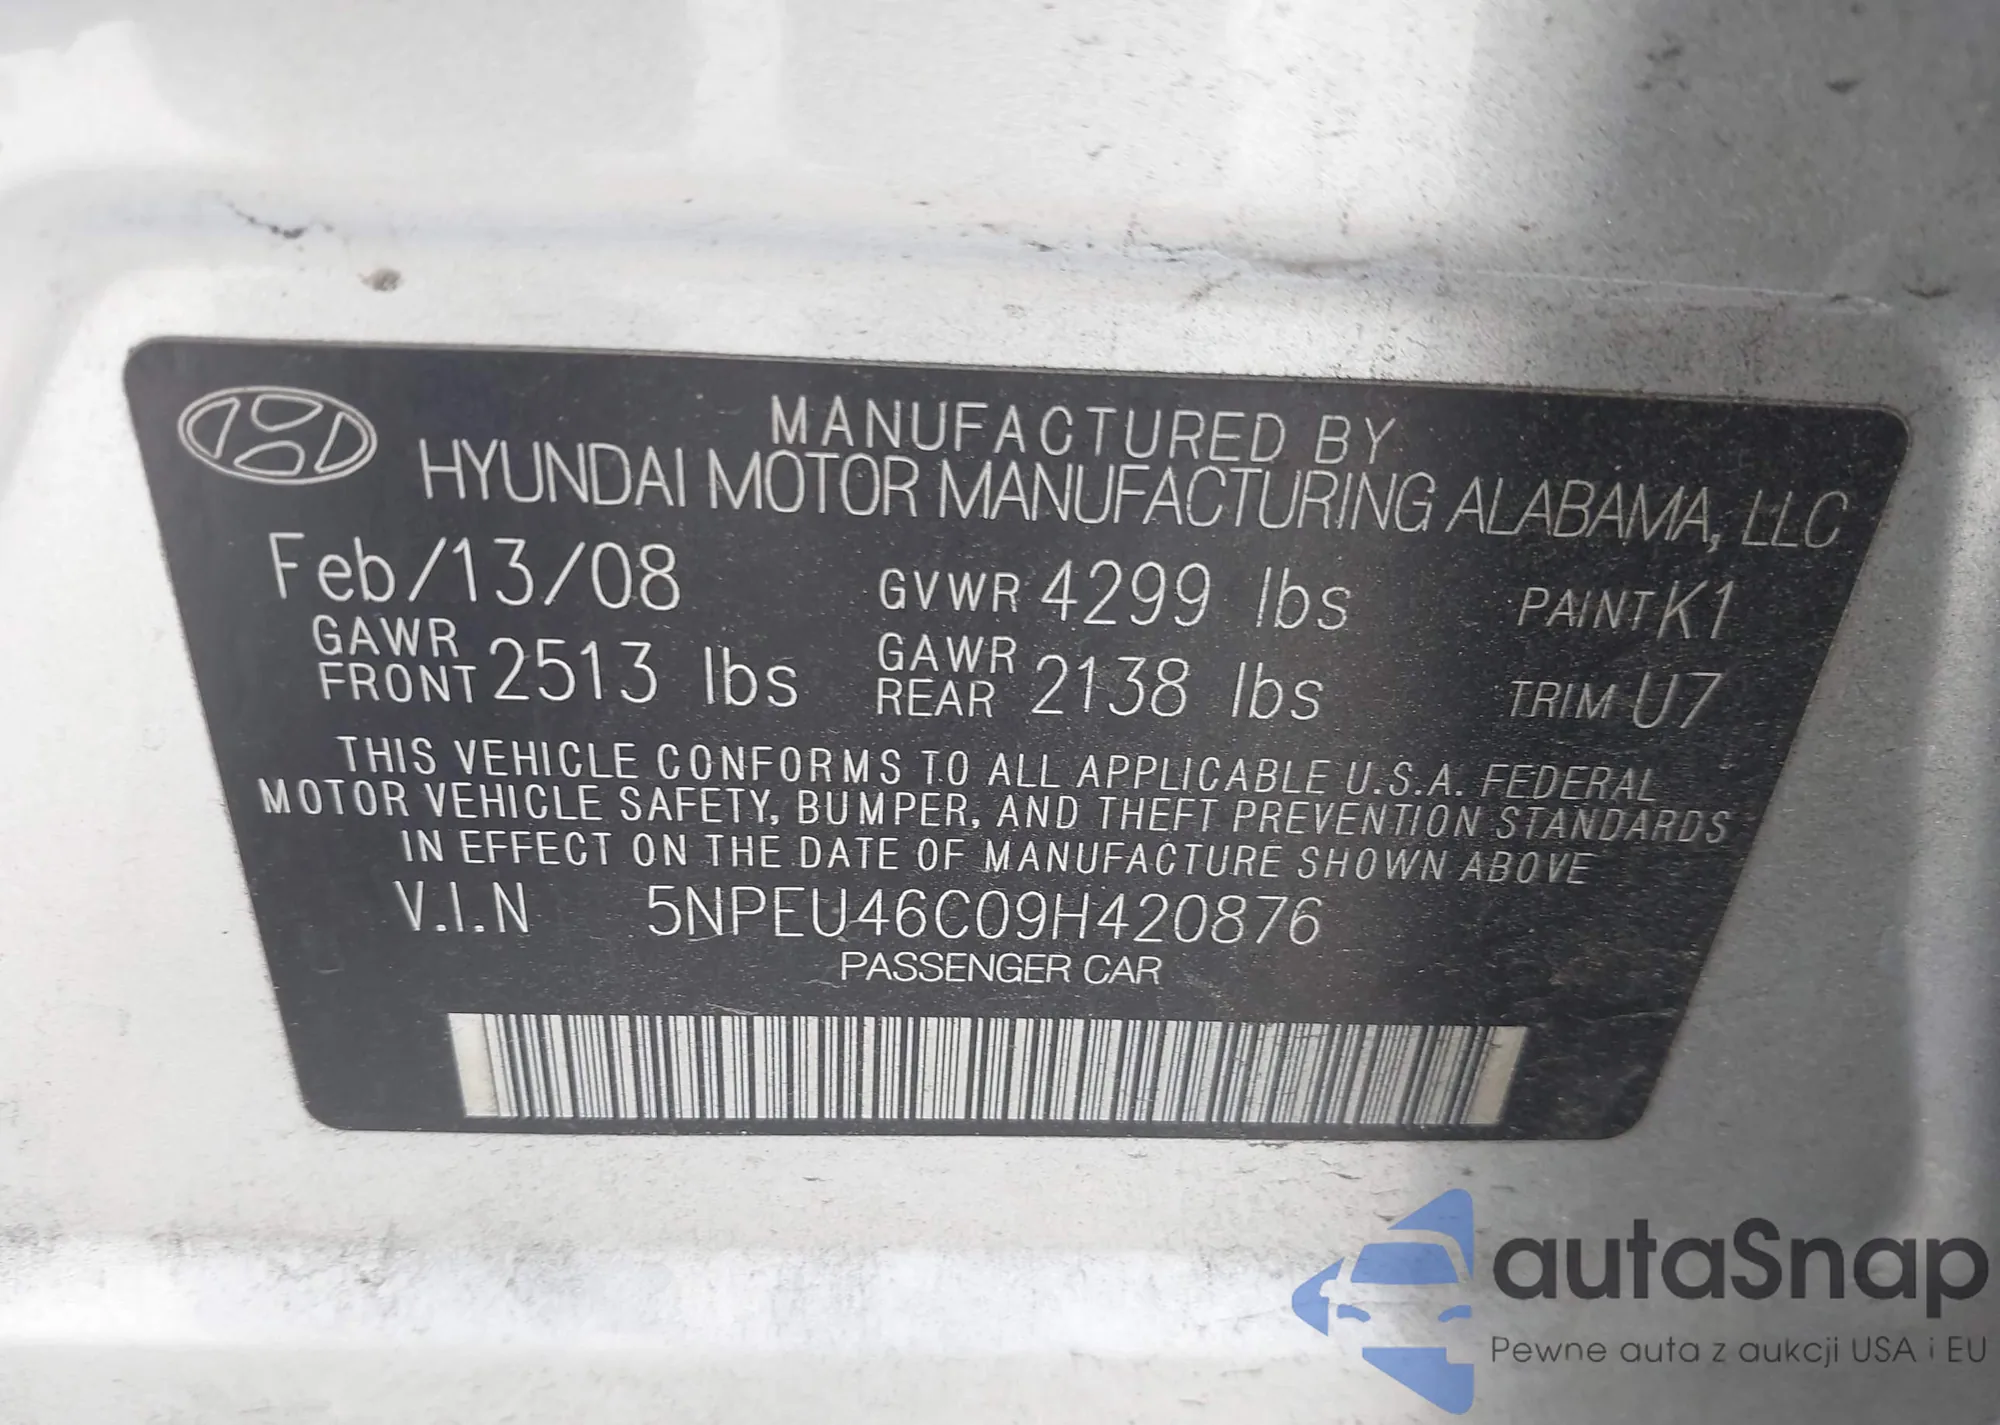 MANUFACTURED BY
HYUNDAI MOTOR MANUFACTURING ALABAMA, LLC
Feb/13/08 GVWR 4299 lbs PAINT K1
GAWR FRONT 2513 lbs GAWR REAR 2138 lbs TRIM U7
THIS VEHICLE CONFORMS TO ALL APPLICABLE U.S.A. FEDERAL
MOTOR VEHICLE SAFETY, BUMPER, AND THEFT PREVENTION STANDARDS
IN EFFECT ON THE DATE OF MANUFACTURE SHOWN ABOVE
V.I.N 5NPEU46C09H420876
PASSENGER CAR
autaSnap
Pewne auta z aukcji USA i EU